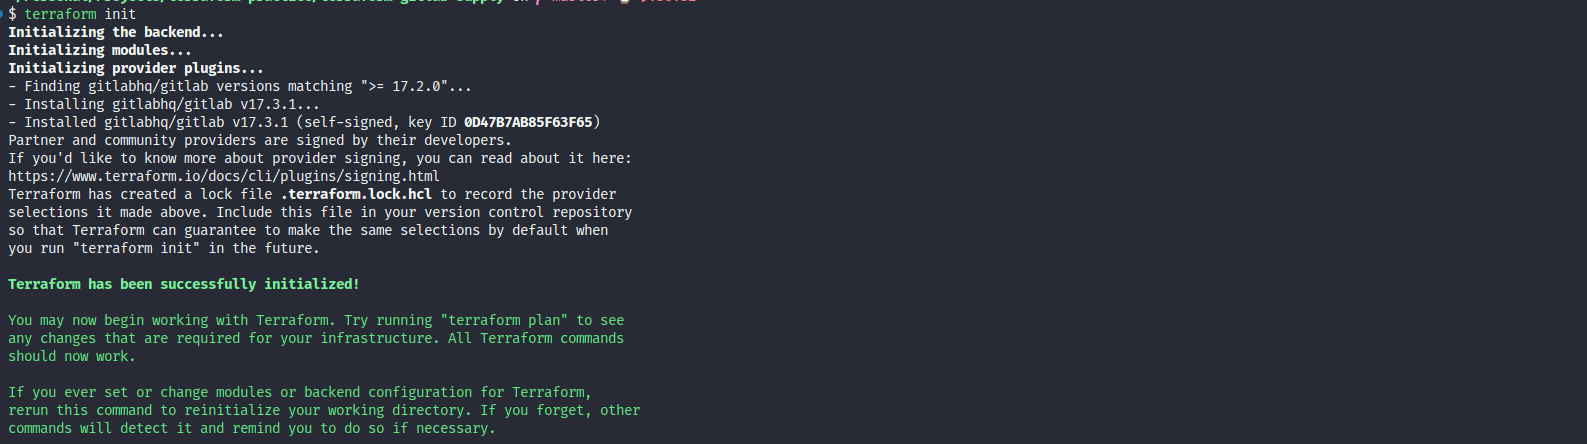 $ terraform init
Initializing the backend...
Initializing modules...
Initializing provider plugins...
- Finding gitlabhq/gitlab versions matching ">= 17.2.0"...
- Installing gitlabhq/gitlab v17.3.1...
- Installed gitlabhq/gitlab v17.3.1 (self-signed, key ID 0D47B7AB85F63F65)
Partner and community providers are signed by their developers.
If you'd like to know more about provider signing, you can read about it here:
https://www.terraform.io/docs/cli/plugins/signing.html
Terraform has created a lock file .terraform.lock.hcl to record the provider
selections it made above. Include this file in your version control repository
so that Terraform can guarantee to make the same selections by default when
you run "terraform init" in the future.
Terraform has been successfully initialized!
You may now begin working with Terraform. Try running "terraform plan" to see
any changes that are required for your infrastructure. All Terraform commands
should now work.
If you ever set or change modules or backend configuration for Terraform,
rerun this command to reinitialize your working directory. If you forget, other
commands will detect it and remind you to do so if necessary.